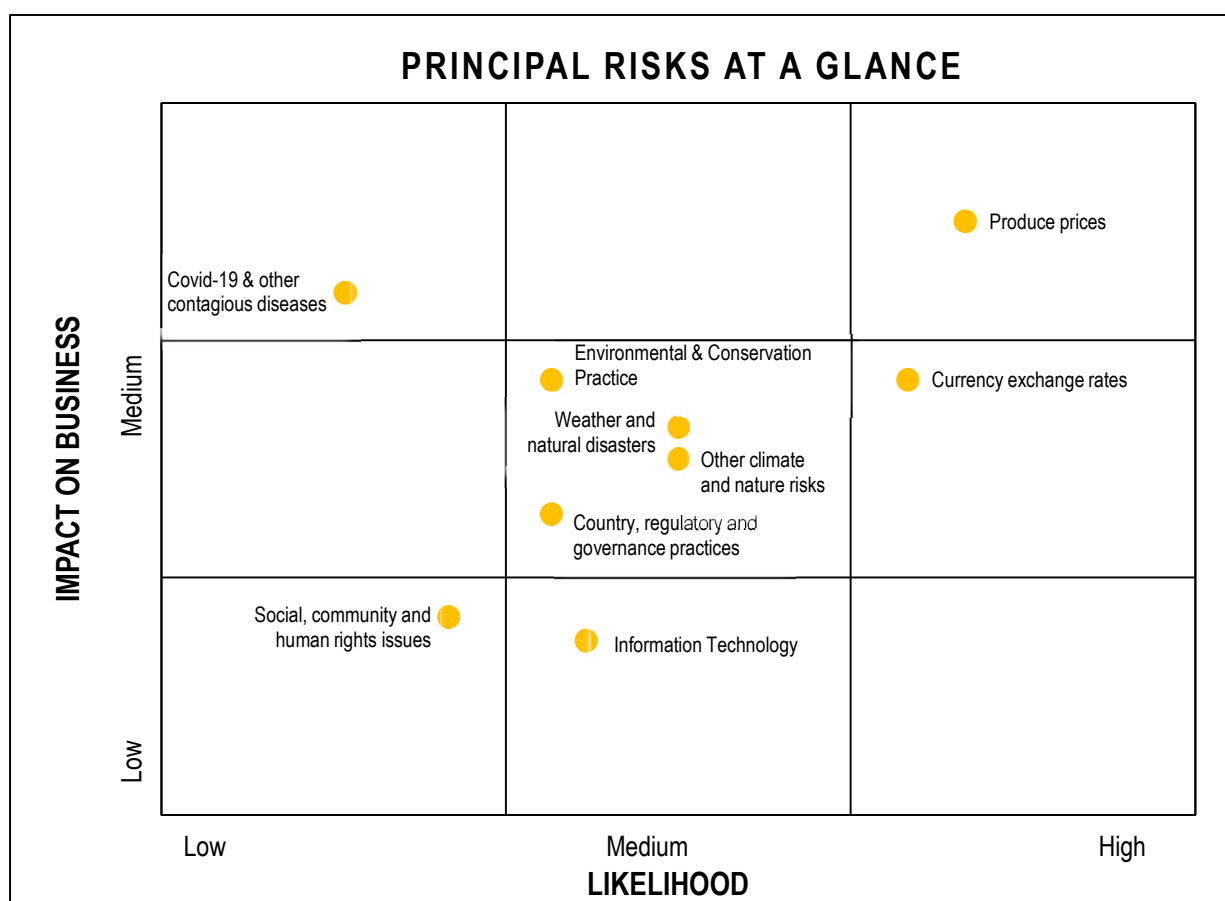 PRINCIPAL RISKS AT A GLANCE
Produce prices
Covid-19 & other
contagious diseases
Environmental & Conservation
Practice
Currency exchange rates
Weather and
natural disasters
Other climate
and nature risks
Country, regulatory and
governance practices
Social, community and
human rights issues
Information Technology
IMPACT ON BUSINESS
Medium
Low
Low
Medium
High
LIKELIHOOD